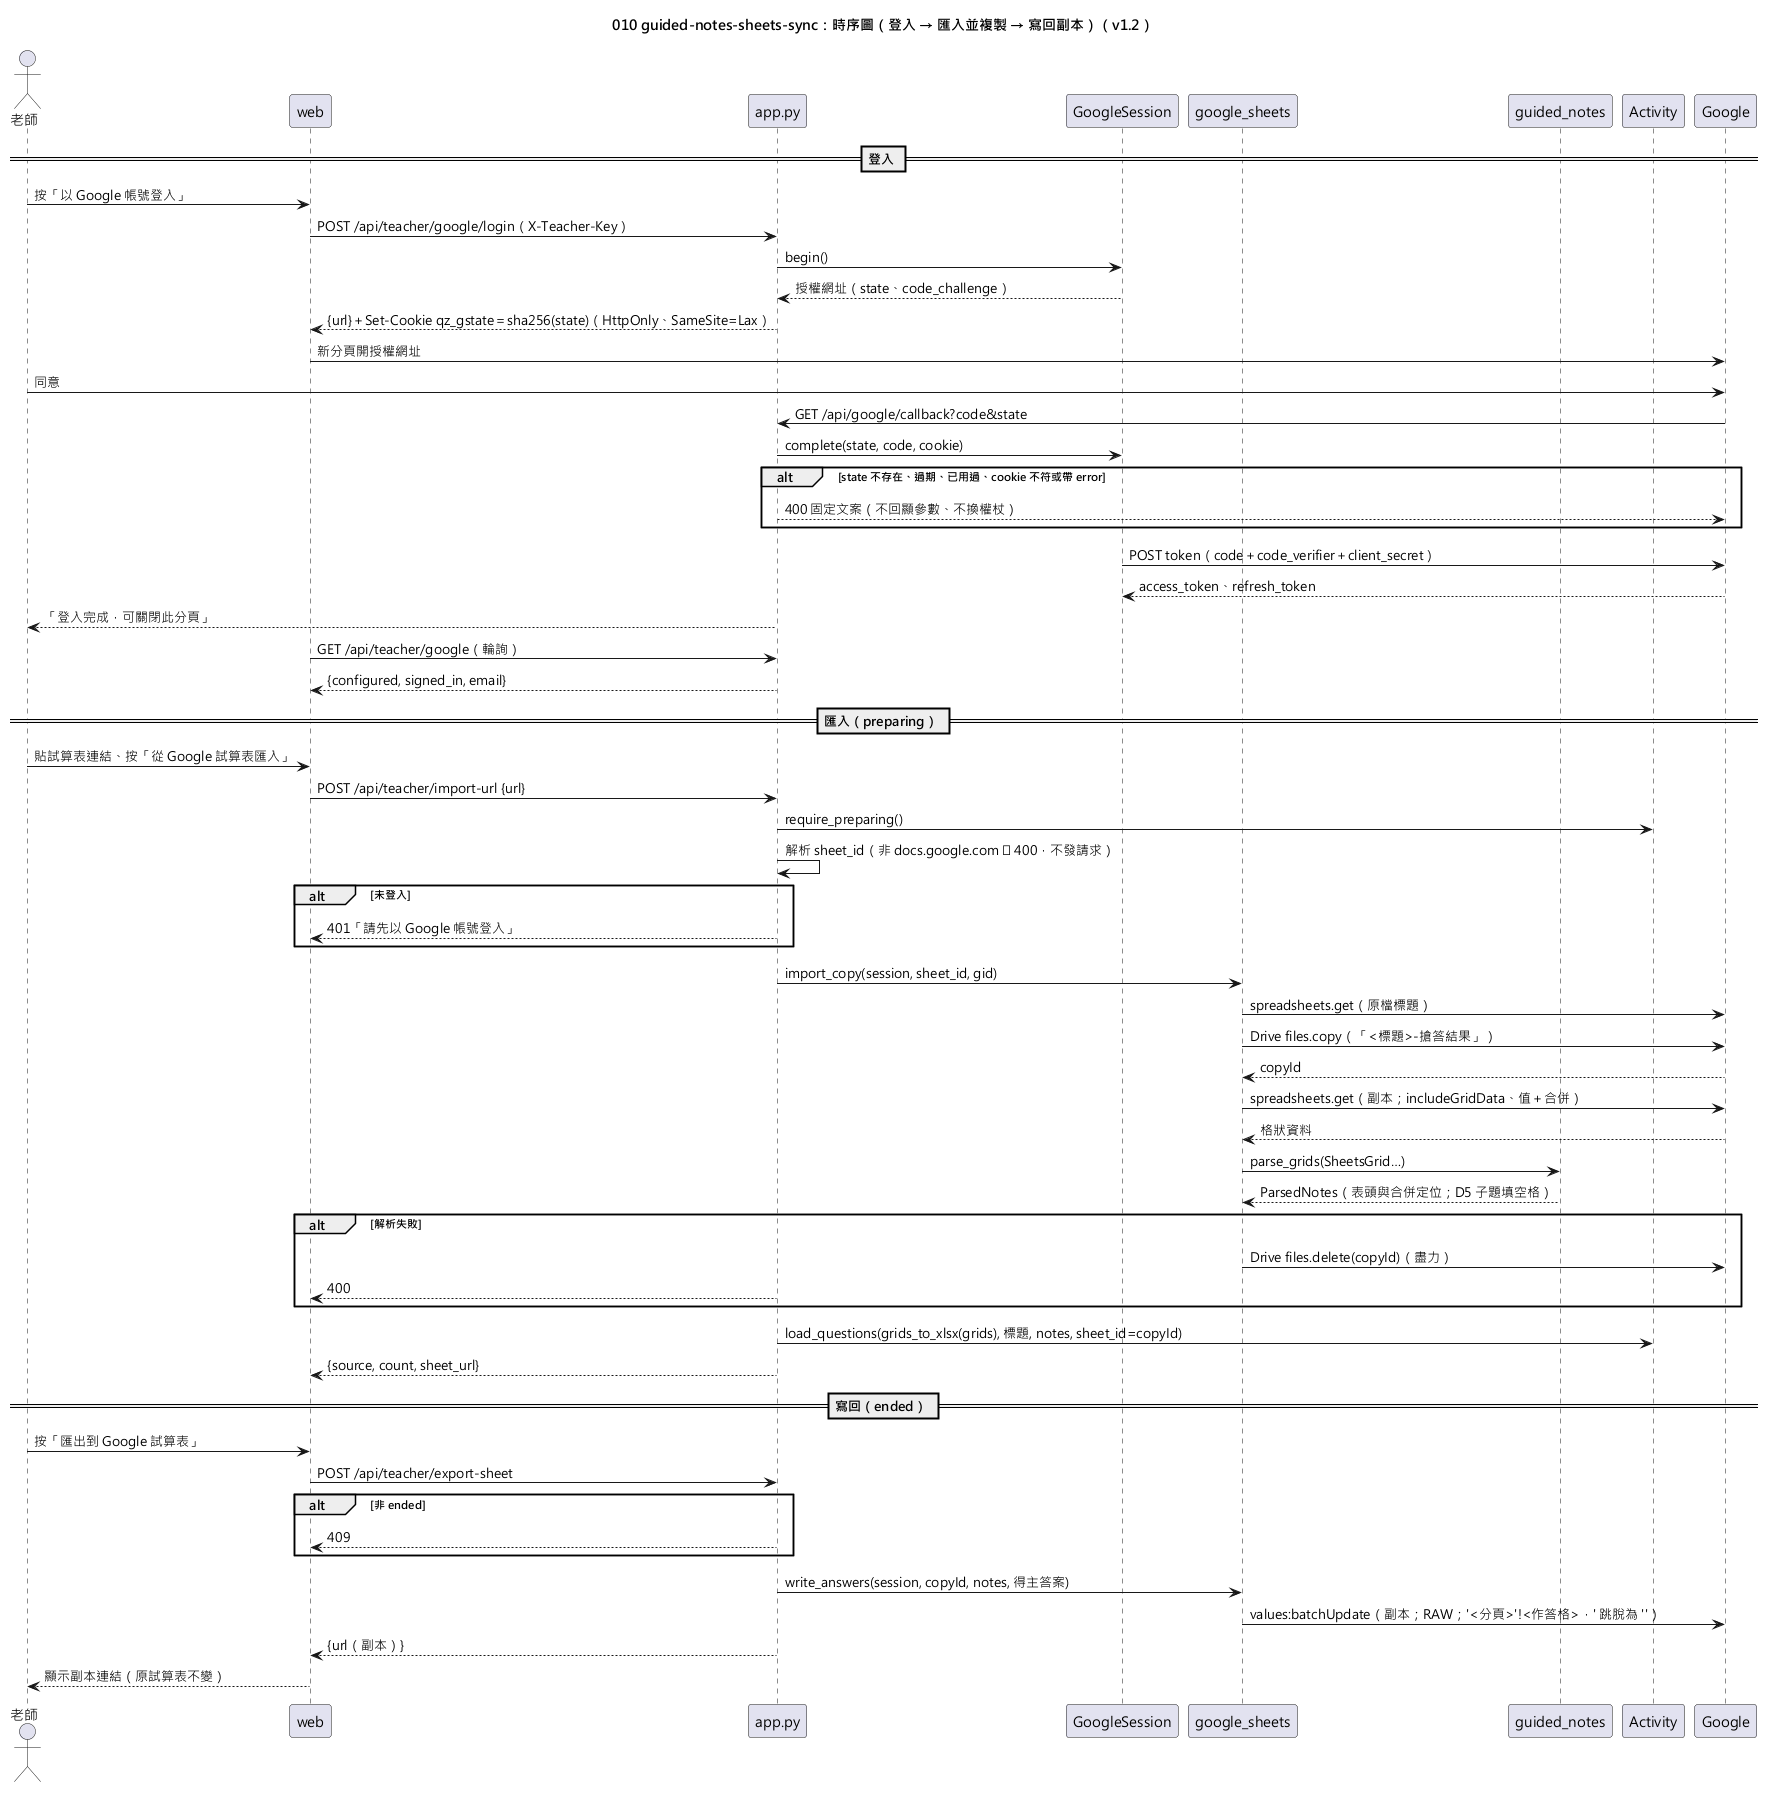 010 guided-notes-sheets-sync：時序圖（登入 → 匯入並複製 → 寫回副本）（v1.2）
老師
web
app.py
GoogleSession
google_sheets
guided_notes
Activity
Google
登入
按「以 Google 帳號登入」
POST /api/teacher/google/login（X-Teacher-Key）
begin()
授權網址（state、code_challenge）
{url}＋Set-Cookie qz_gstate＝sha256(state)（HttpOnly、SameSite=Lax）
新分頁開授權網址
同意
GET /api/google/callback?code&state
complete(state, code, cookie)
alt [state 不存在、過期、已用過、cookie 不符或帶 error]
400 固定文案（不回顯參數、不換權杖）
POST token（code＋code_verifier＋client_secret）
access_token、refresh_token
「登入完成，可關閉此分頁」
GET /api/teacher/google（輪詢）
{configured, signed_in, email}
匯入（preparing）
貼試算表連結、按「從 Google 試算表匯入」
POST /api/teacher/import-url {url}
require_preparing()
解析 sheet_id（非 docs.google.com 400，不發請求）
alt [未登入]
401「請先以 Google 帳號登入」
import_copy(session, sheet_id, gid)
spreadsheets.get（原檔標題）
Drive files.copy（「<標題>-搶答結果」）
copyId
spreadsheets.get（副本；includeGridData、值＋合併）
格狀資料
parse_grids(SheetsGrid…)
ParsedNotes（表頭與合併定位；D5 子題填空格）
alt [解析失敗]
Drive files.delete(copyId)（盡力）
400
load_questions(grids_to_xlsx(grids), 標題, notes, sheet_id=copyId)
{source, count, sheet_url}
寫回（ended）
按「匯出到 Google 試算表」
POST /api/teacher/export-sheet
alt [非 ended]
409
write_answers(session, copyId, notes, 得主答案)
values:batchUpdate（副本；RAW；'<分頁>'!<作答格>，' 跳脫為 ''）
{url（副本）}
顯示副本連結（原試算表不變）
老師
web
app.py
GoogleSession
google_sheets
guided_notes
Activity
Google